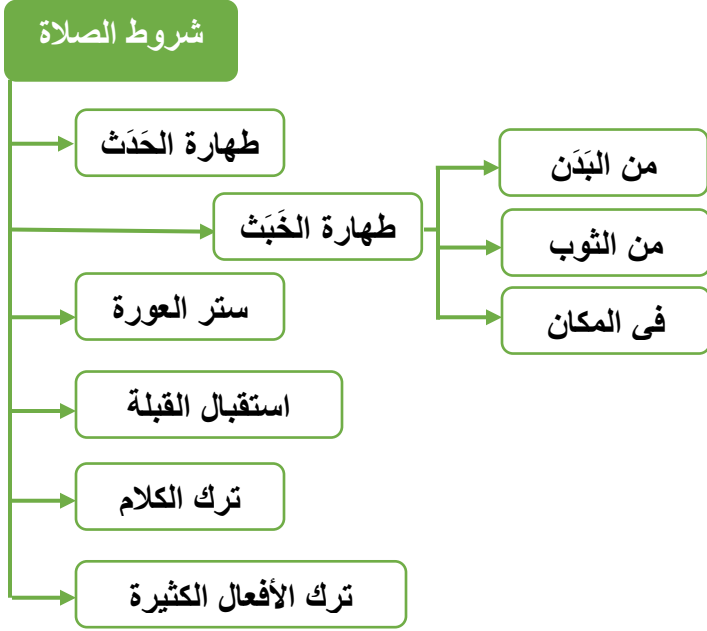 شروط الصلاة
طهارة الحَدَث
طهارة الخَبَث
من البَدَن
من الثوب
فى المكان
ستر العورة
استقبال القبلة
ترك الكلام
ترك الأفعال الكثيرة